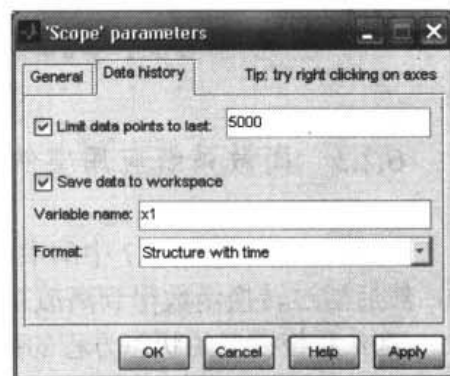 'Scope' parameters
General
Data history
Tip: try right clicking on axes
Limit data points to last:
5000
Save data to workspace
Variable name:
x1
Format:
Structure with time
OK
Cancel
Help
Apply